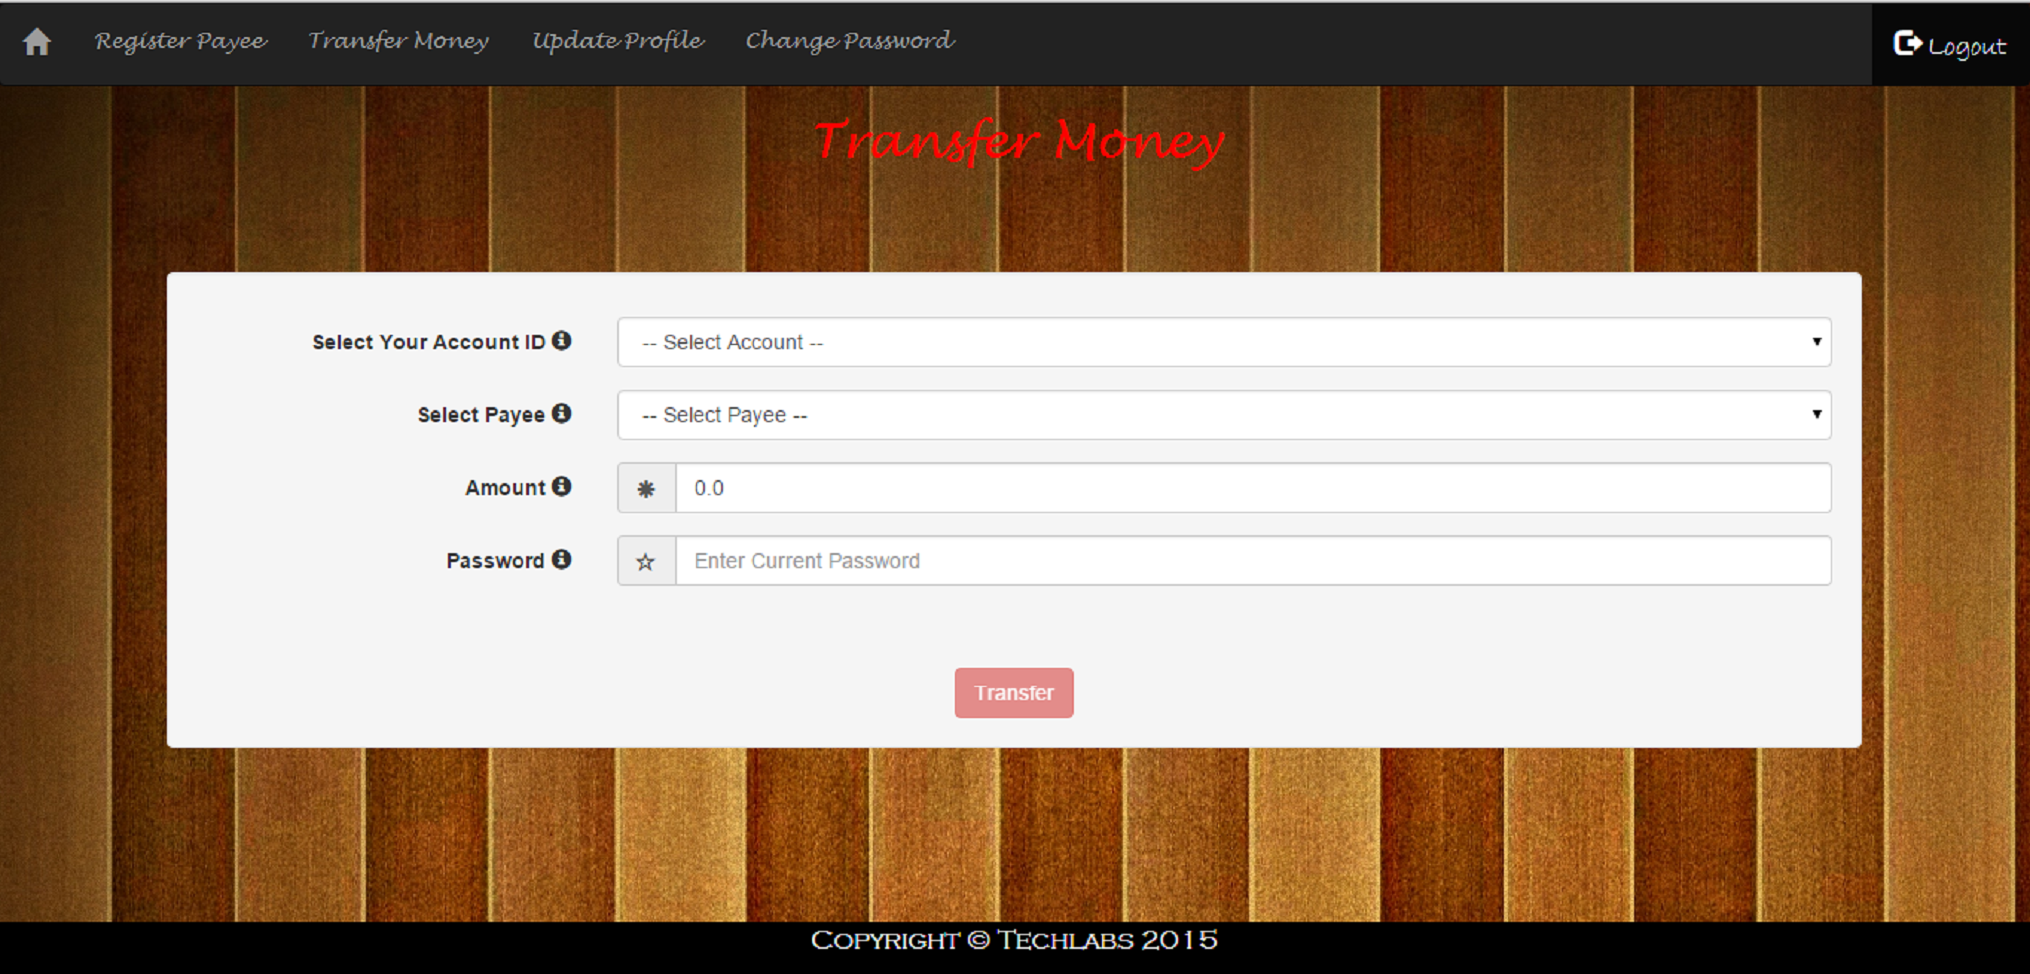 Register Payee Transfer Money Update Profile Change Password Logout
Transfer Money
Select Your Account ID -- Select Account --
Select Payee -- Select Payee --
Amount 0.0
Password Enter Current Password
Transfer
Copyright © Techlabs 2015